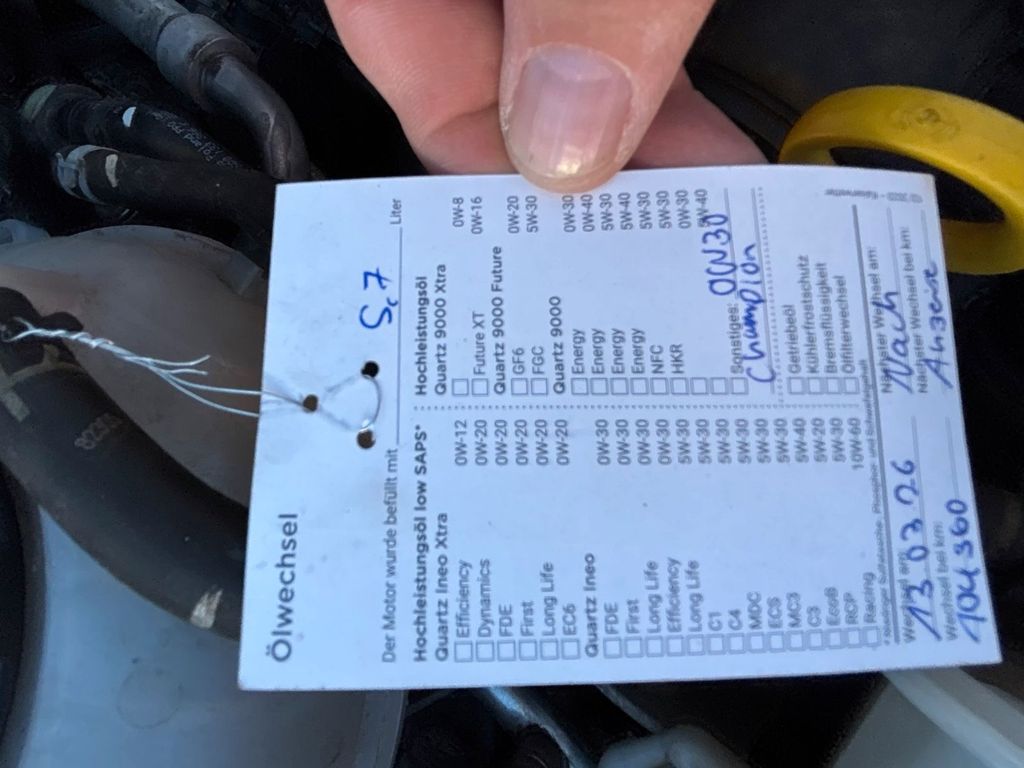 Ölwechsel
Der Motor wurde befüllt mit 5,7 Liter
Hochleistungsöl low SAPS*
Quartz Ineo Xtra
Efficiency 0W-12
Dynamics 0W-20
FDE 0W-20
First 0W-20
Long Life 0W-20
EC6 0W-20
Quartz Ineo
FDE 0W-30
First 0W-30
Long Life 0W-30
Efficiency 0W-30
Long Life 5W-30
C1 5W-30
C4 5W-30
MDC 5W-30
ECS 5W-30
MC3 5W-40
C3 5W-20
EcoB 5W-30
RCP
Racing 10W-60
Hochleistungsöl
Quartz 9000 Xtra
0W-8
Future XT 0W-16
Quartz 9000 Future
GF6 0W-20
FGC 5W-30
Quartz 9000
Energy 0W-30
Energy 0W-40
Energy 5W-30
Energy 5W-40
NFC 5W-30
HKR 5W-30
0W-30
5W-40
Sonstiges: 0W30
Champion
Getriebeöl
Kühlerfrostschutz
Bremsflüssigkeit
Ölfilterwechsel
Wechsel am:
13 03 26
Wechsel bei km:
104360
Nächster Wechsel am:
Nach
Nächster Wechsel bei km:
Anzeige